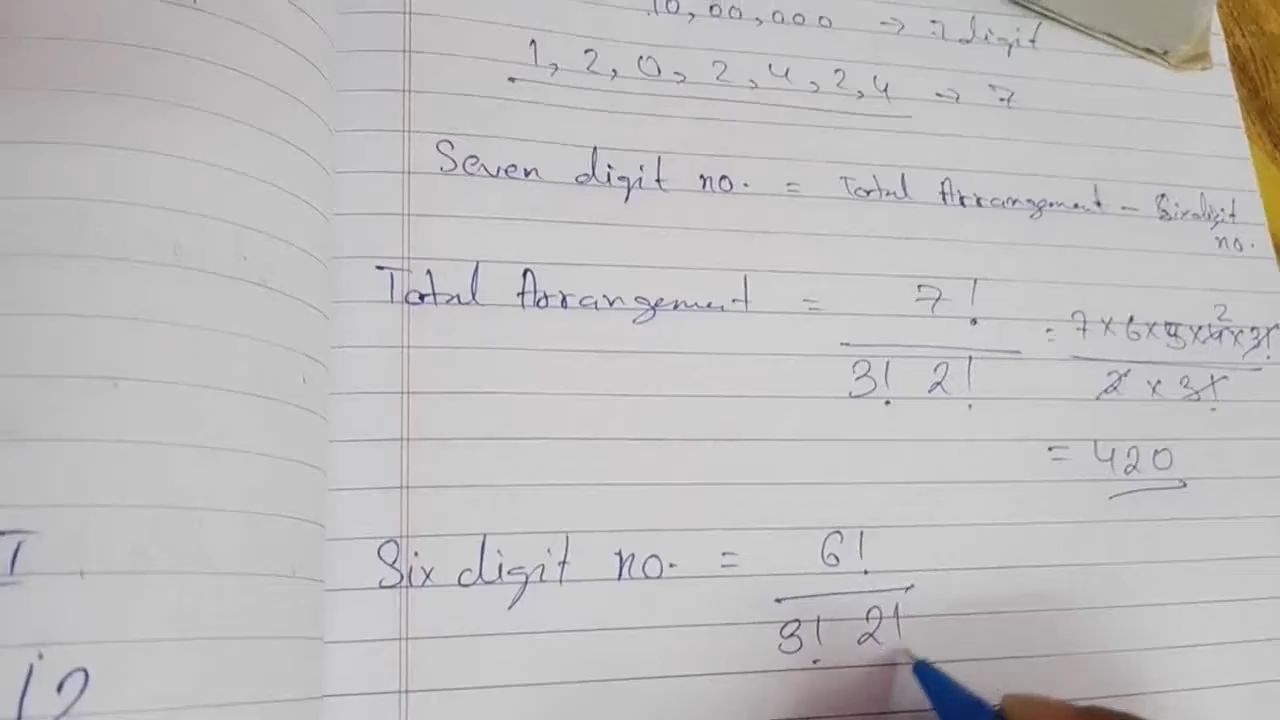 10,00,000 → 7 digit
1, 2, 0, 2, 4, 2, 4 → 7
Seven digit no. = Total Arrangement - Six digit no.
Total Arrangement = 7! / 3! 2! = 7 × 6 × 5 × 4 × 3! / 2 × 3!
2
= 420
Six digit no. = 6! / 3! 2!
I
12